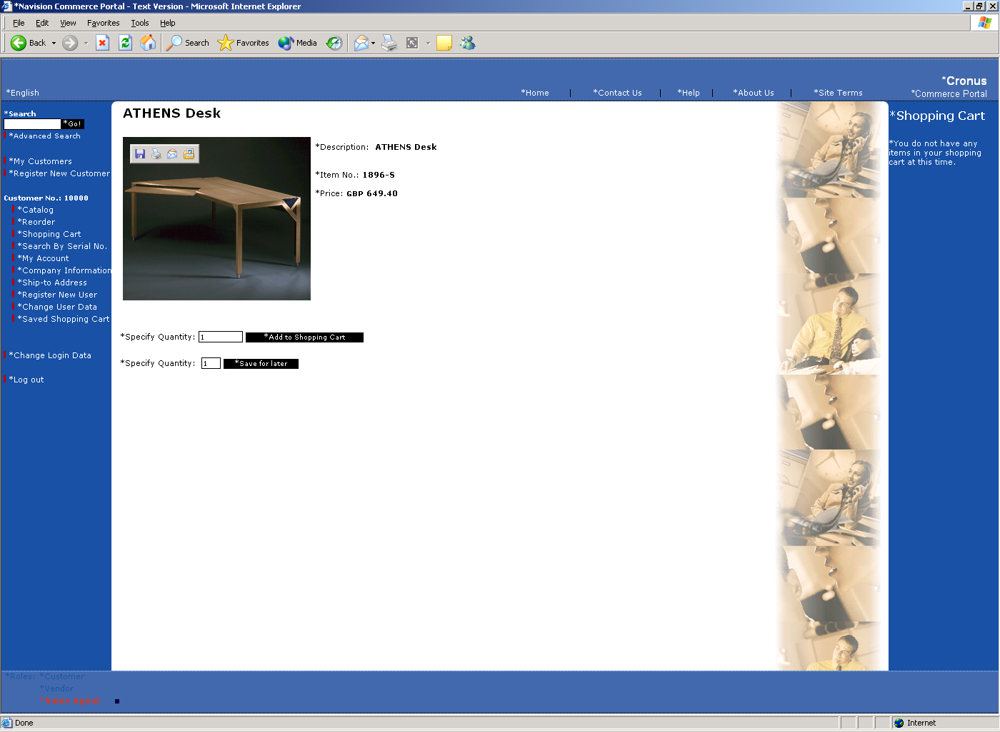 *Navision Commerce Portal - Text Version - Microsoft Internet Explorer
File Edit View Favorites Tools Help
Back Search Favorites Media
*Cronus
*English *Home | *Contact Us | *Help | *About Us | *Site Terms *Commerce Portal
*Search
*Go!
*Advanced Search
*My Customers
*Register New Customer
Customer No.: 10000
*Catalog
*Reorder
*Shopping Cart
*Search By Serial No.
*My Account
*Company Information
*Ship-to Address
*Register New User
*Change User Data
*Saved Shopping Cart
*Change Login Data
*Log out
ATHENS Desk
*Description: ATHENS Desk
*Item No.: 1896-S
*Price: GBP 649.40
*Specify Quantity: 1 *Add to Shopping Cart
*Specify Quantity: 1 *Save for later
*Shopping Cart
*You do not have any
items in your shopping
cart at this time.
*Roles: *Customer
*Vendor
*Sales Agent
Done Internet